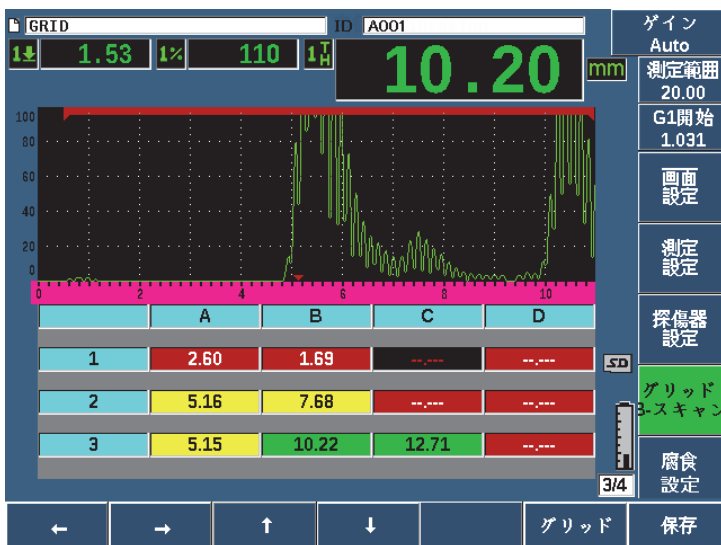 GRID ID A001
1 1.53 1% 110 1TH 10.20 mm
100
80
60
40
20
0
0 2 4 6 8 10
A B C D
1 2.60 1.69 --.--- --.---
2 5.16 7.68 --.--- --.---
3 5.15 10.22 12.71 --.---
SD
3/4
ゲイン
Auto
測定範囲
20.00
G1開始
1.031
画面
設定
測定
設定
探傷器
設定
グリッド
B-スキャン
腐食
設定
← → ↑ ↓ グリッド 保存